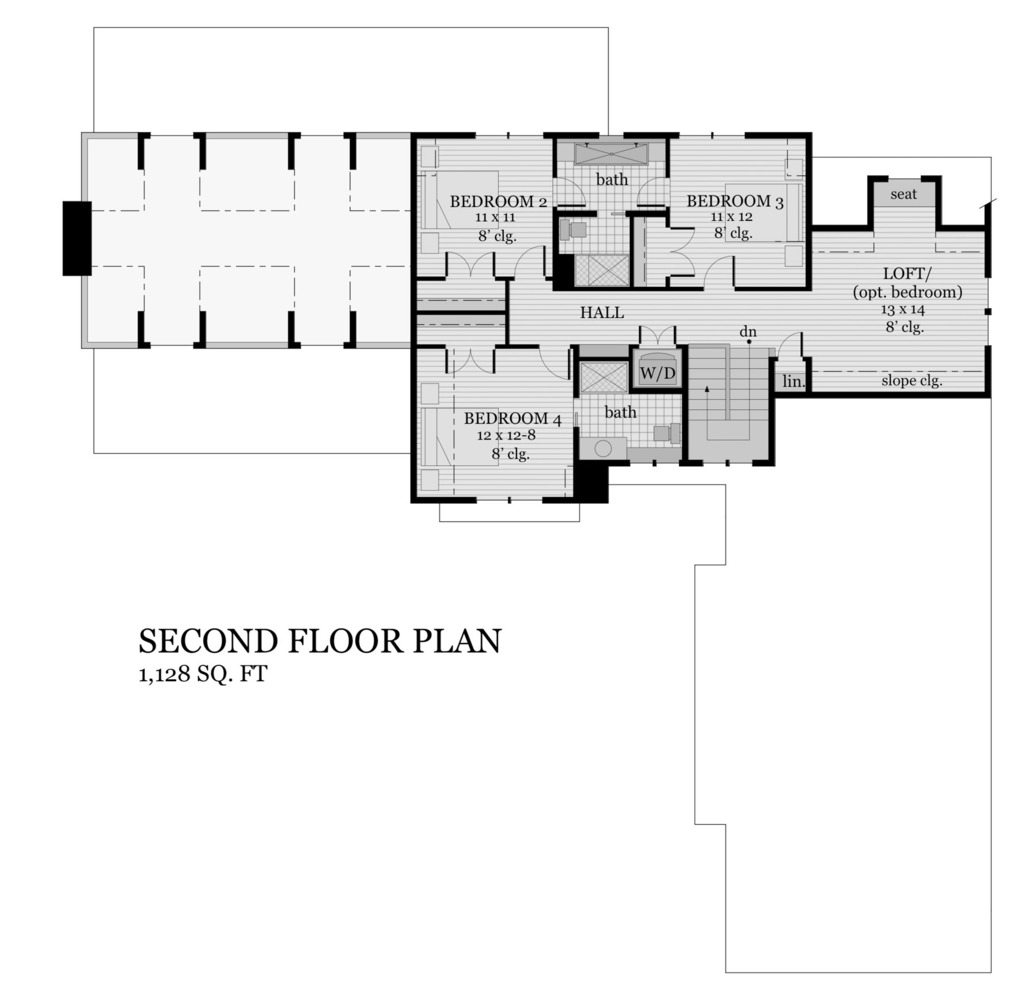 seat
bath
BEDROOM 2
11 x 11
8' clg.
BEDROOM 3
11 x 12
8' clg.
LOFT/
(opt. bedroom)
13 x 14
8' clg.
HALL
dn
W/D
lin.
slope clg.
bath
BEDROOM 4
12 x 12-8
8' clg.
SECOND FLOOR PLAN
1,128 SQ. FT